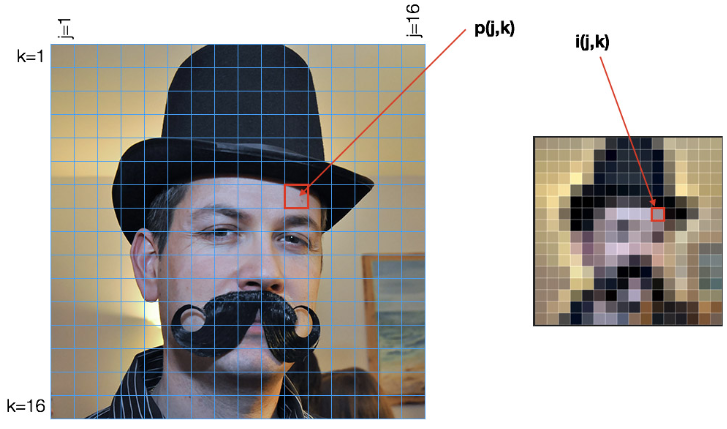 j=1
j=16
k=1
p(j,k)
i(j,k)
k=16